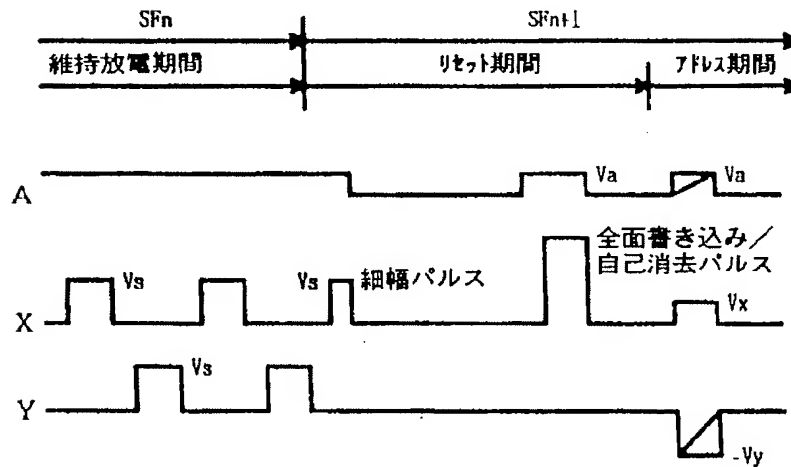 SFn SFn+1
維持放電期間 リセット期間 アドレス期間
A Va Va
全面書き込み／
自己消去パルス
Vs Vs 細幅パルス
X Vx
Vs
Y
-Vy